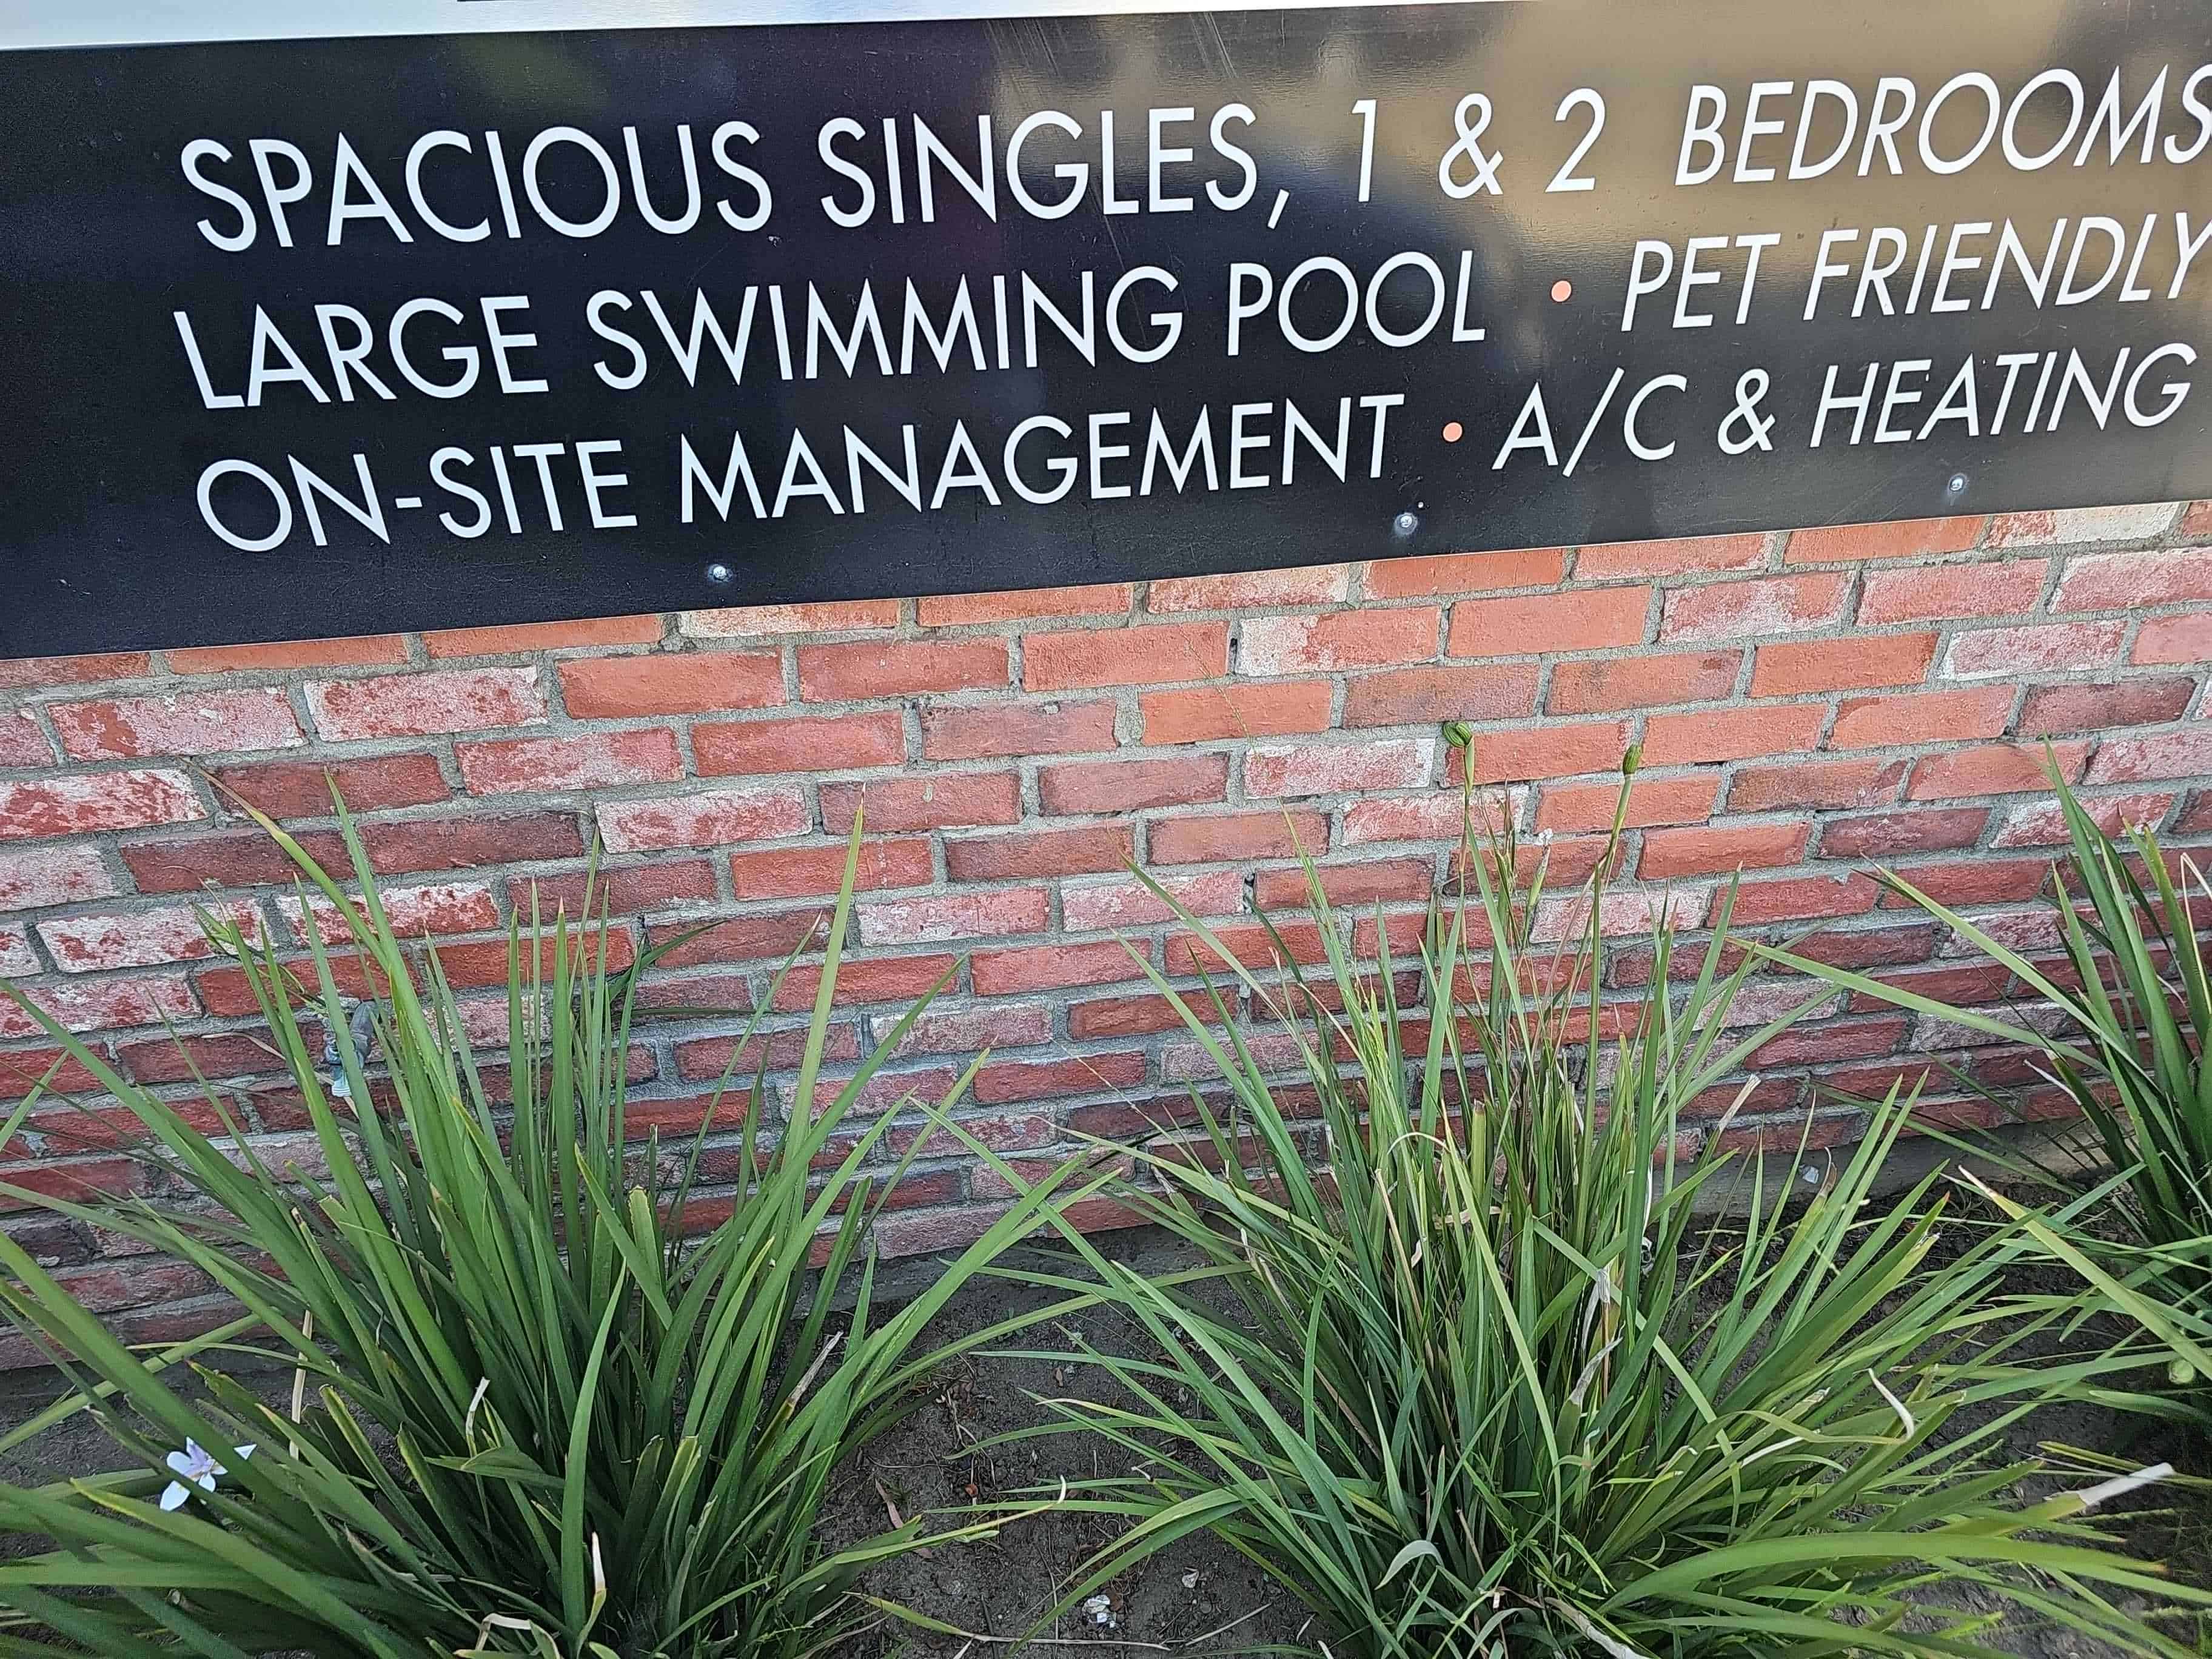 SPACIOUS SINGLES, 1 & 2 BEDROOMS
LARGE SWIMMING POOL • PET FRIENDLY
ON-SITE MANAGEMENT • A/C & HEATING